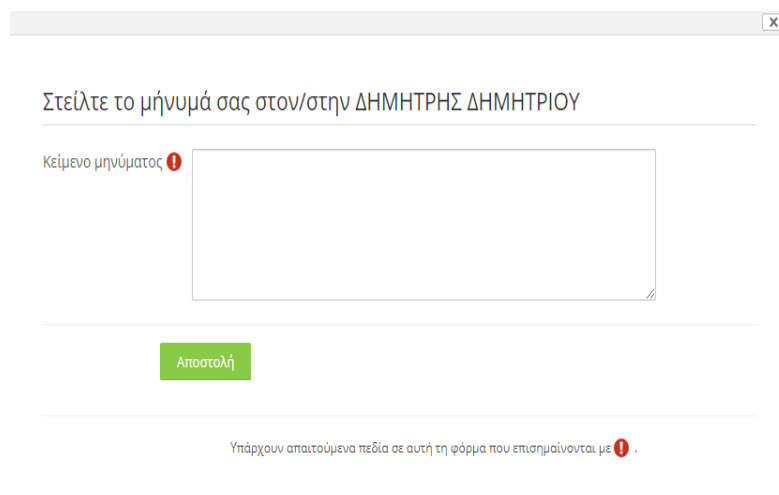 X
Στείλτε το μήνυμά σας στον/στην ΔΗΜΗΤΡΗΣ ΔΗΜΗΤΡΙΟΥ
Κείμενο μηνύματος
Αποστολή
Υπάρχουν απαιτούμενα πεδία σε αυτή τη φόρμα που επισημαίνονται με .